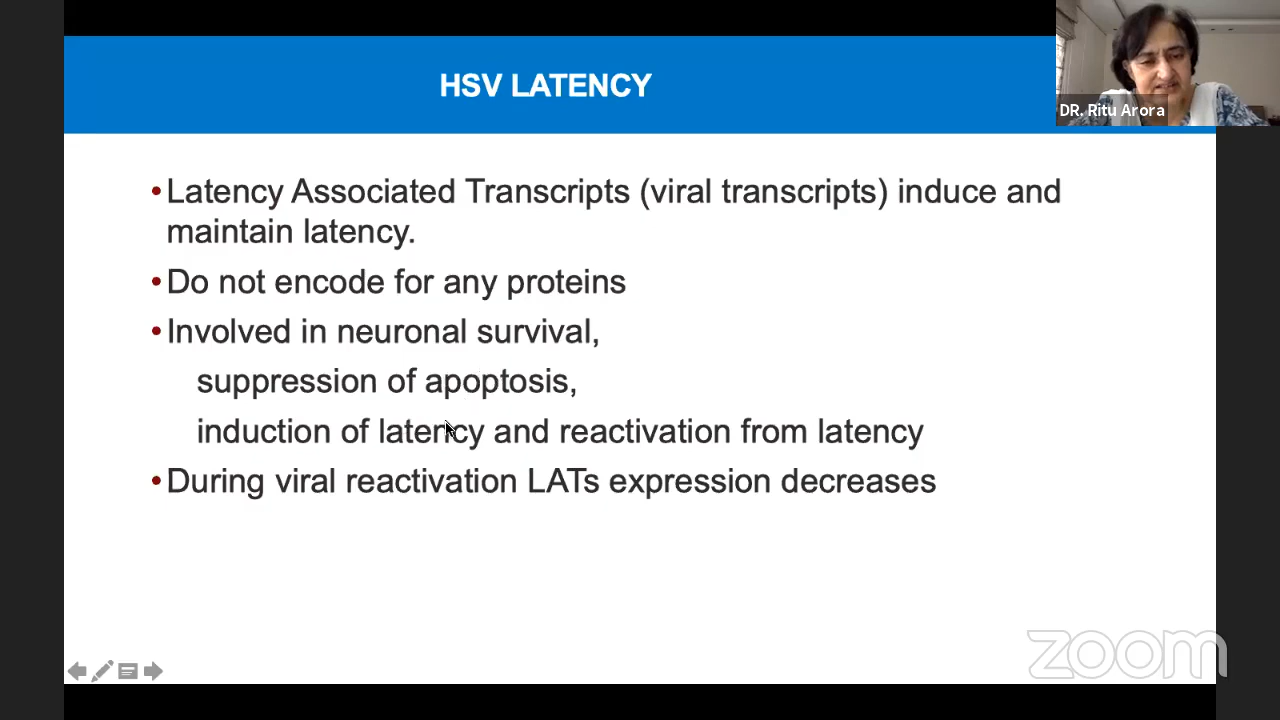 HSV LATENCY
DR. Ritu Arora
•Latency Associated Transcripts (viral transcripts) induce and
maintain latency.
•Do not encode for any proteins
•Involved in neuronal survival,
suppression of apoptosis,
induction of latency and reactivation from latency
•During viral reactivation LATs expression decreases
zoom